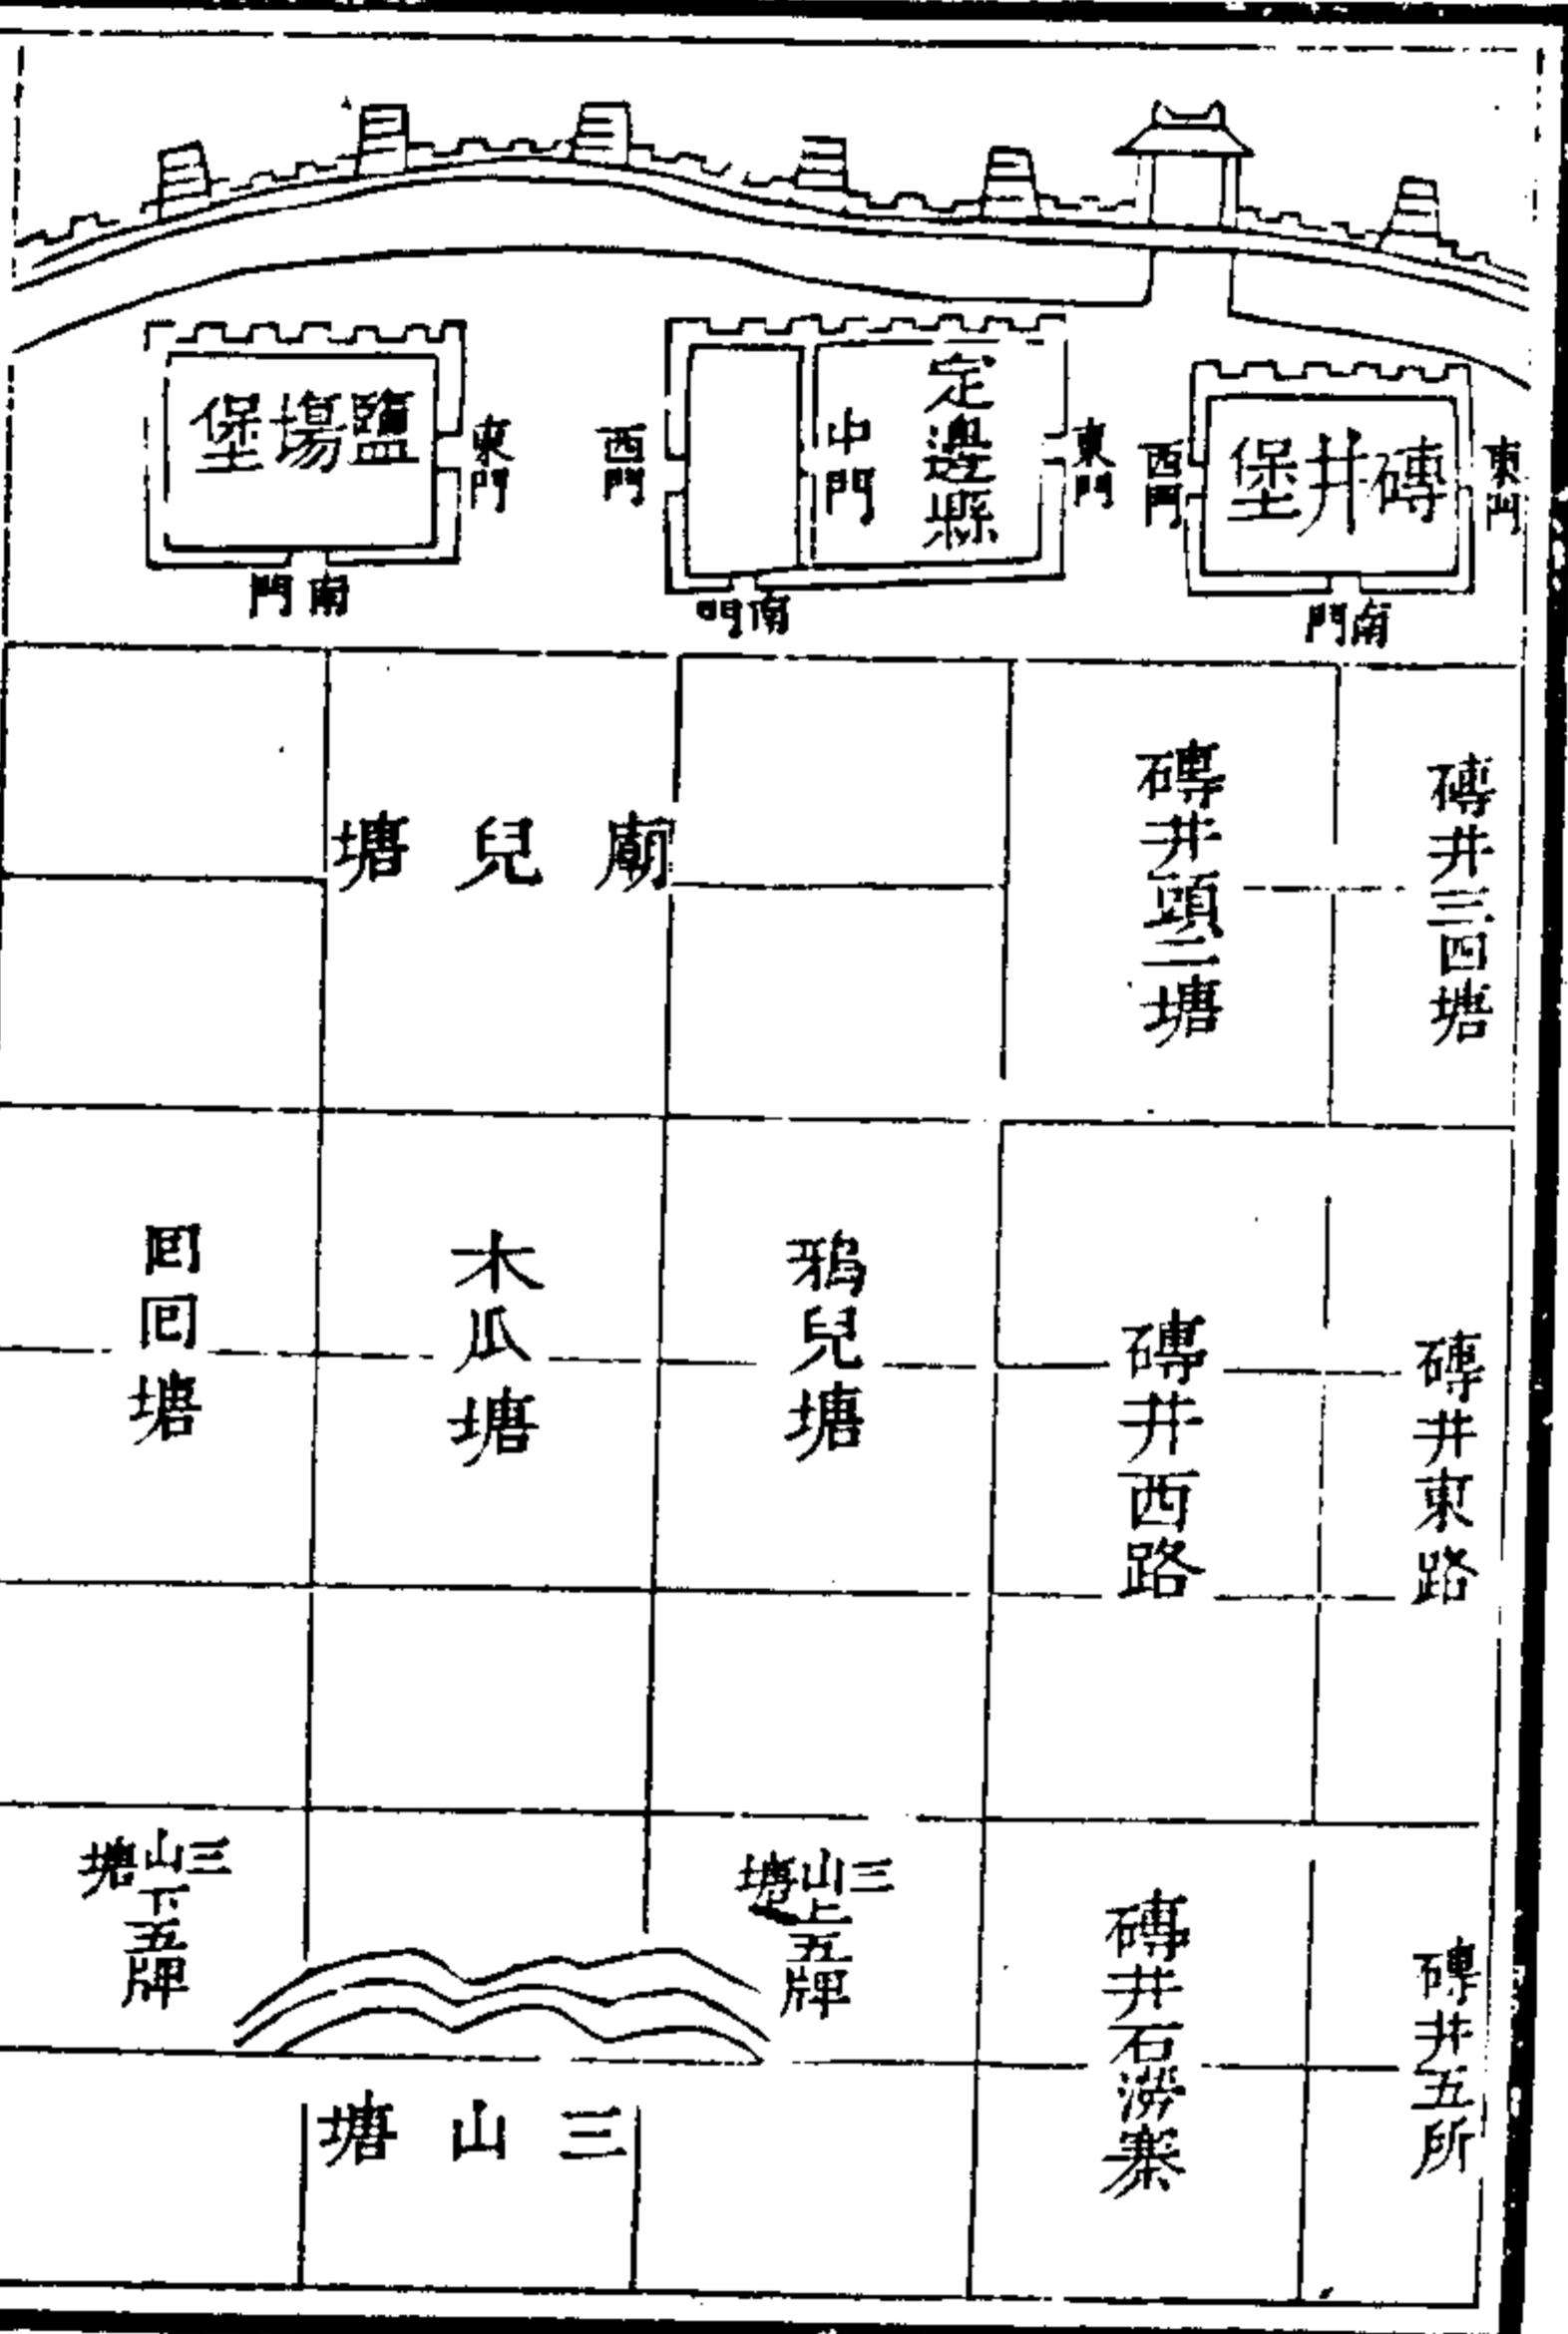 東門
磚井堡
西門
南門
東門
定邊縣
中門
西門
南門
東門
鹽塲堡
南門
磚井三四塘
磚井頭二塘
廟兒塘
磚井東路
磚井西路
鴉兒塘
木瓜塘
囘囘塘
磚井五所
磚井石澇寨
三山塘
上五牌
三山塘
三山塘
下五牌